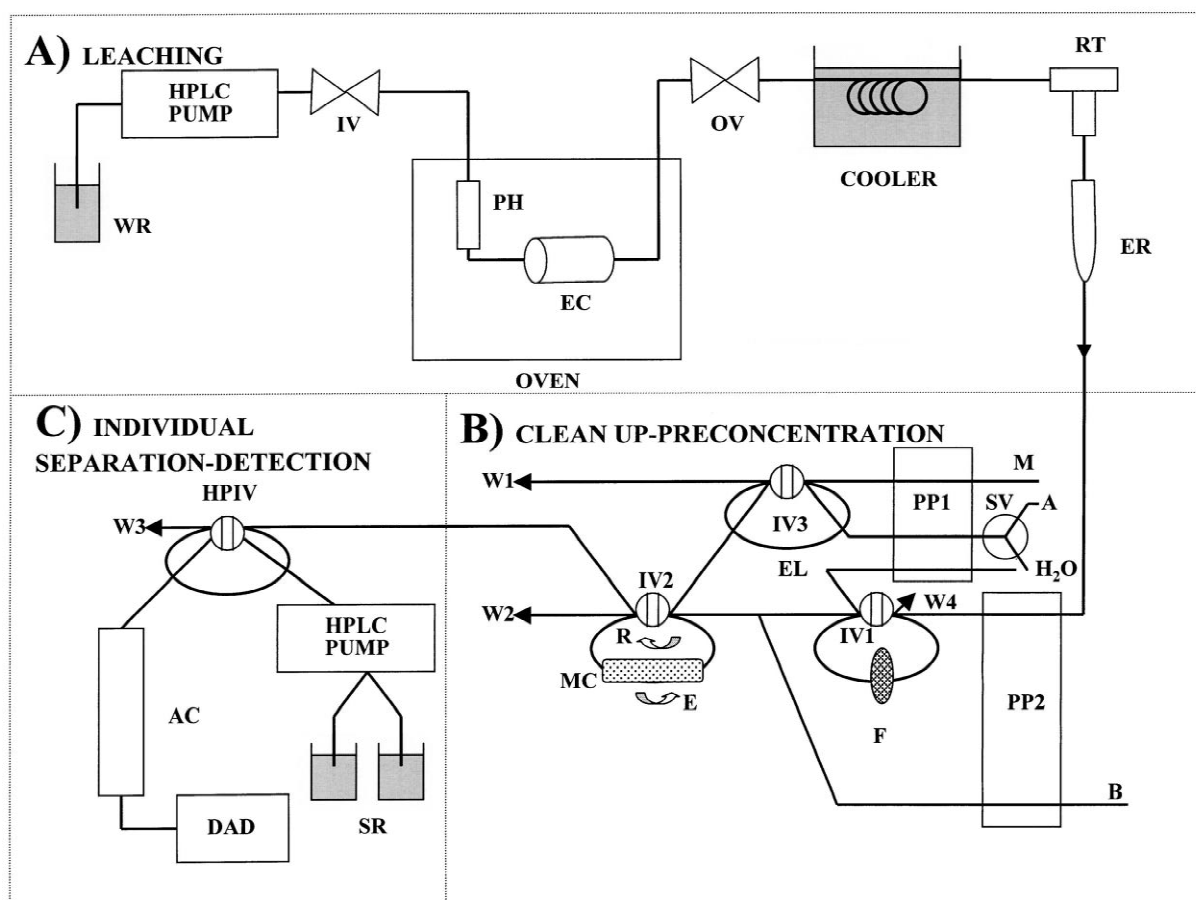 A) LEACHING
HPLC
PUMP
IV
WR
PH
EC
OVEN
OV
COOLER
RT
ER
C) INDIVIDUAL
SEPARATION-DETECTION
HPIV
W3
HPLC
PUMP
AC
DAD
SR
B) CLEAN UP-PRECONCENTRATION
W1
M
PP1
SV
A
IV3
EL
H₂O
IV2
W2
W4
R
IV1
MC
E
F
PP2
B